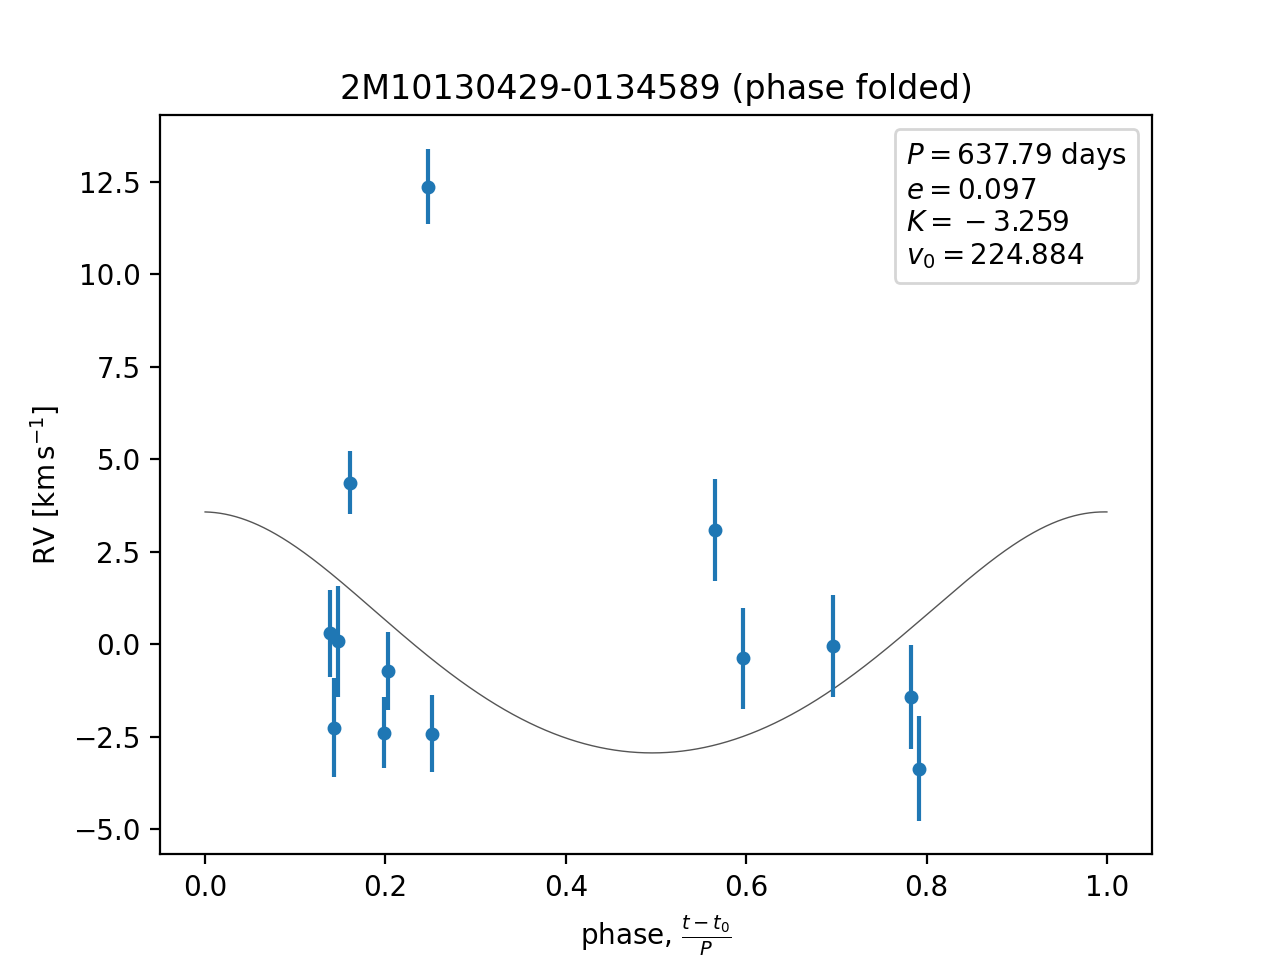 2M10130429-0134589 (phase folded)
P = 637.79 days
e = 0.097
K = − 3.259
v₀ = 224.884
12.5
10.0
7.5
5.0
2.5
0.0
−2.5
−5.0
RV [km s⁻¹]
0.0 0.2 0.4 0.6 0.8 1.0
phase, (t − t₀)/P